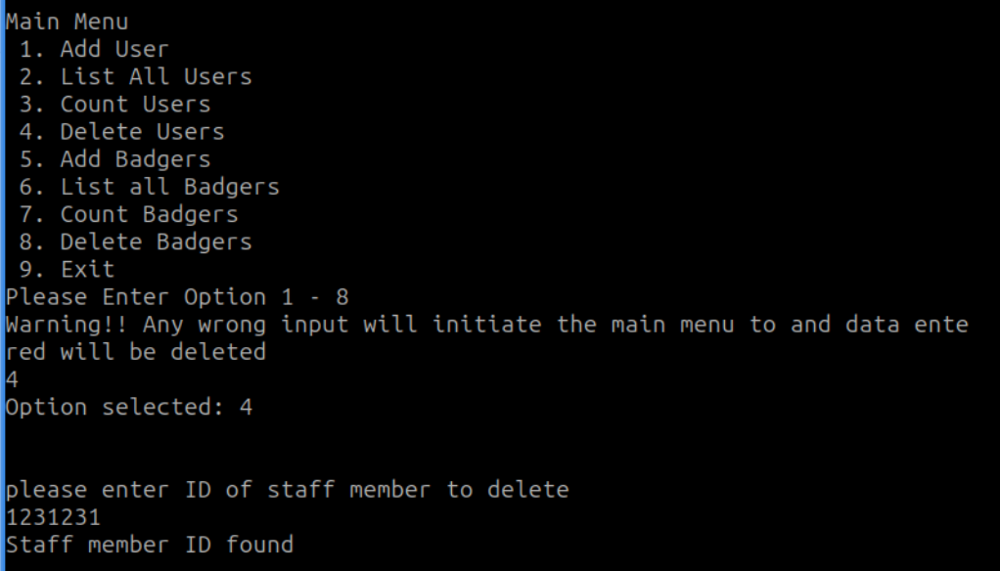 Main Menu
1. Add User
2. List All Users
3. Count Users
4. Delete Users
5. Add Badgers
6. List all Badgers
7. Count Badgers
8. Delete Badgers
9. Exit
Please Enter Option 1 - 8
Warning!! Any wrong input will initiate the main menu to and data ente
red will be deleted
4
Option selected: 4
please enter ID of staff member to delete
1231231
Staff member ID found